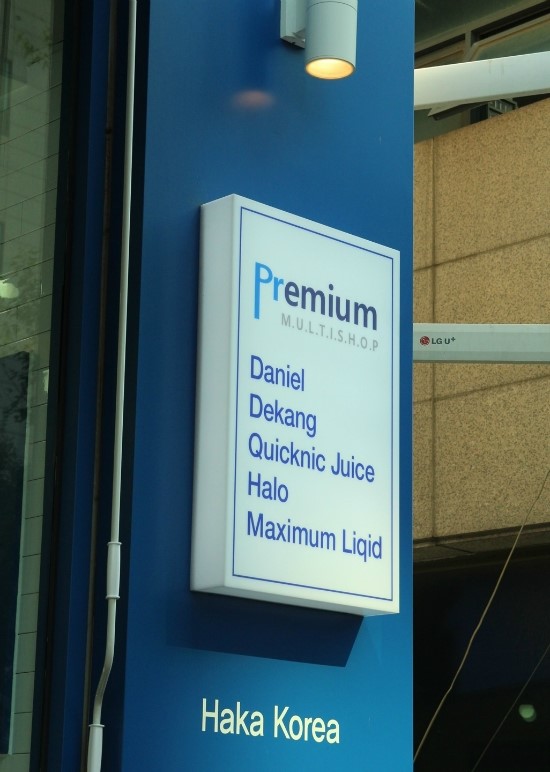 Premium
M.U.L.T.I.S.H.O.P
Daniel
Dekang
Quicknic Juice
Halo
Maximum Liqid
LG U+
Haka Korea